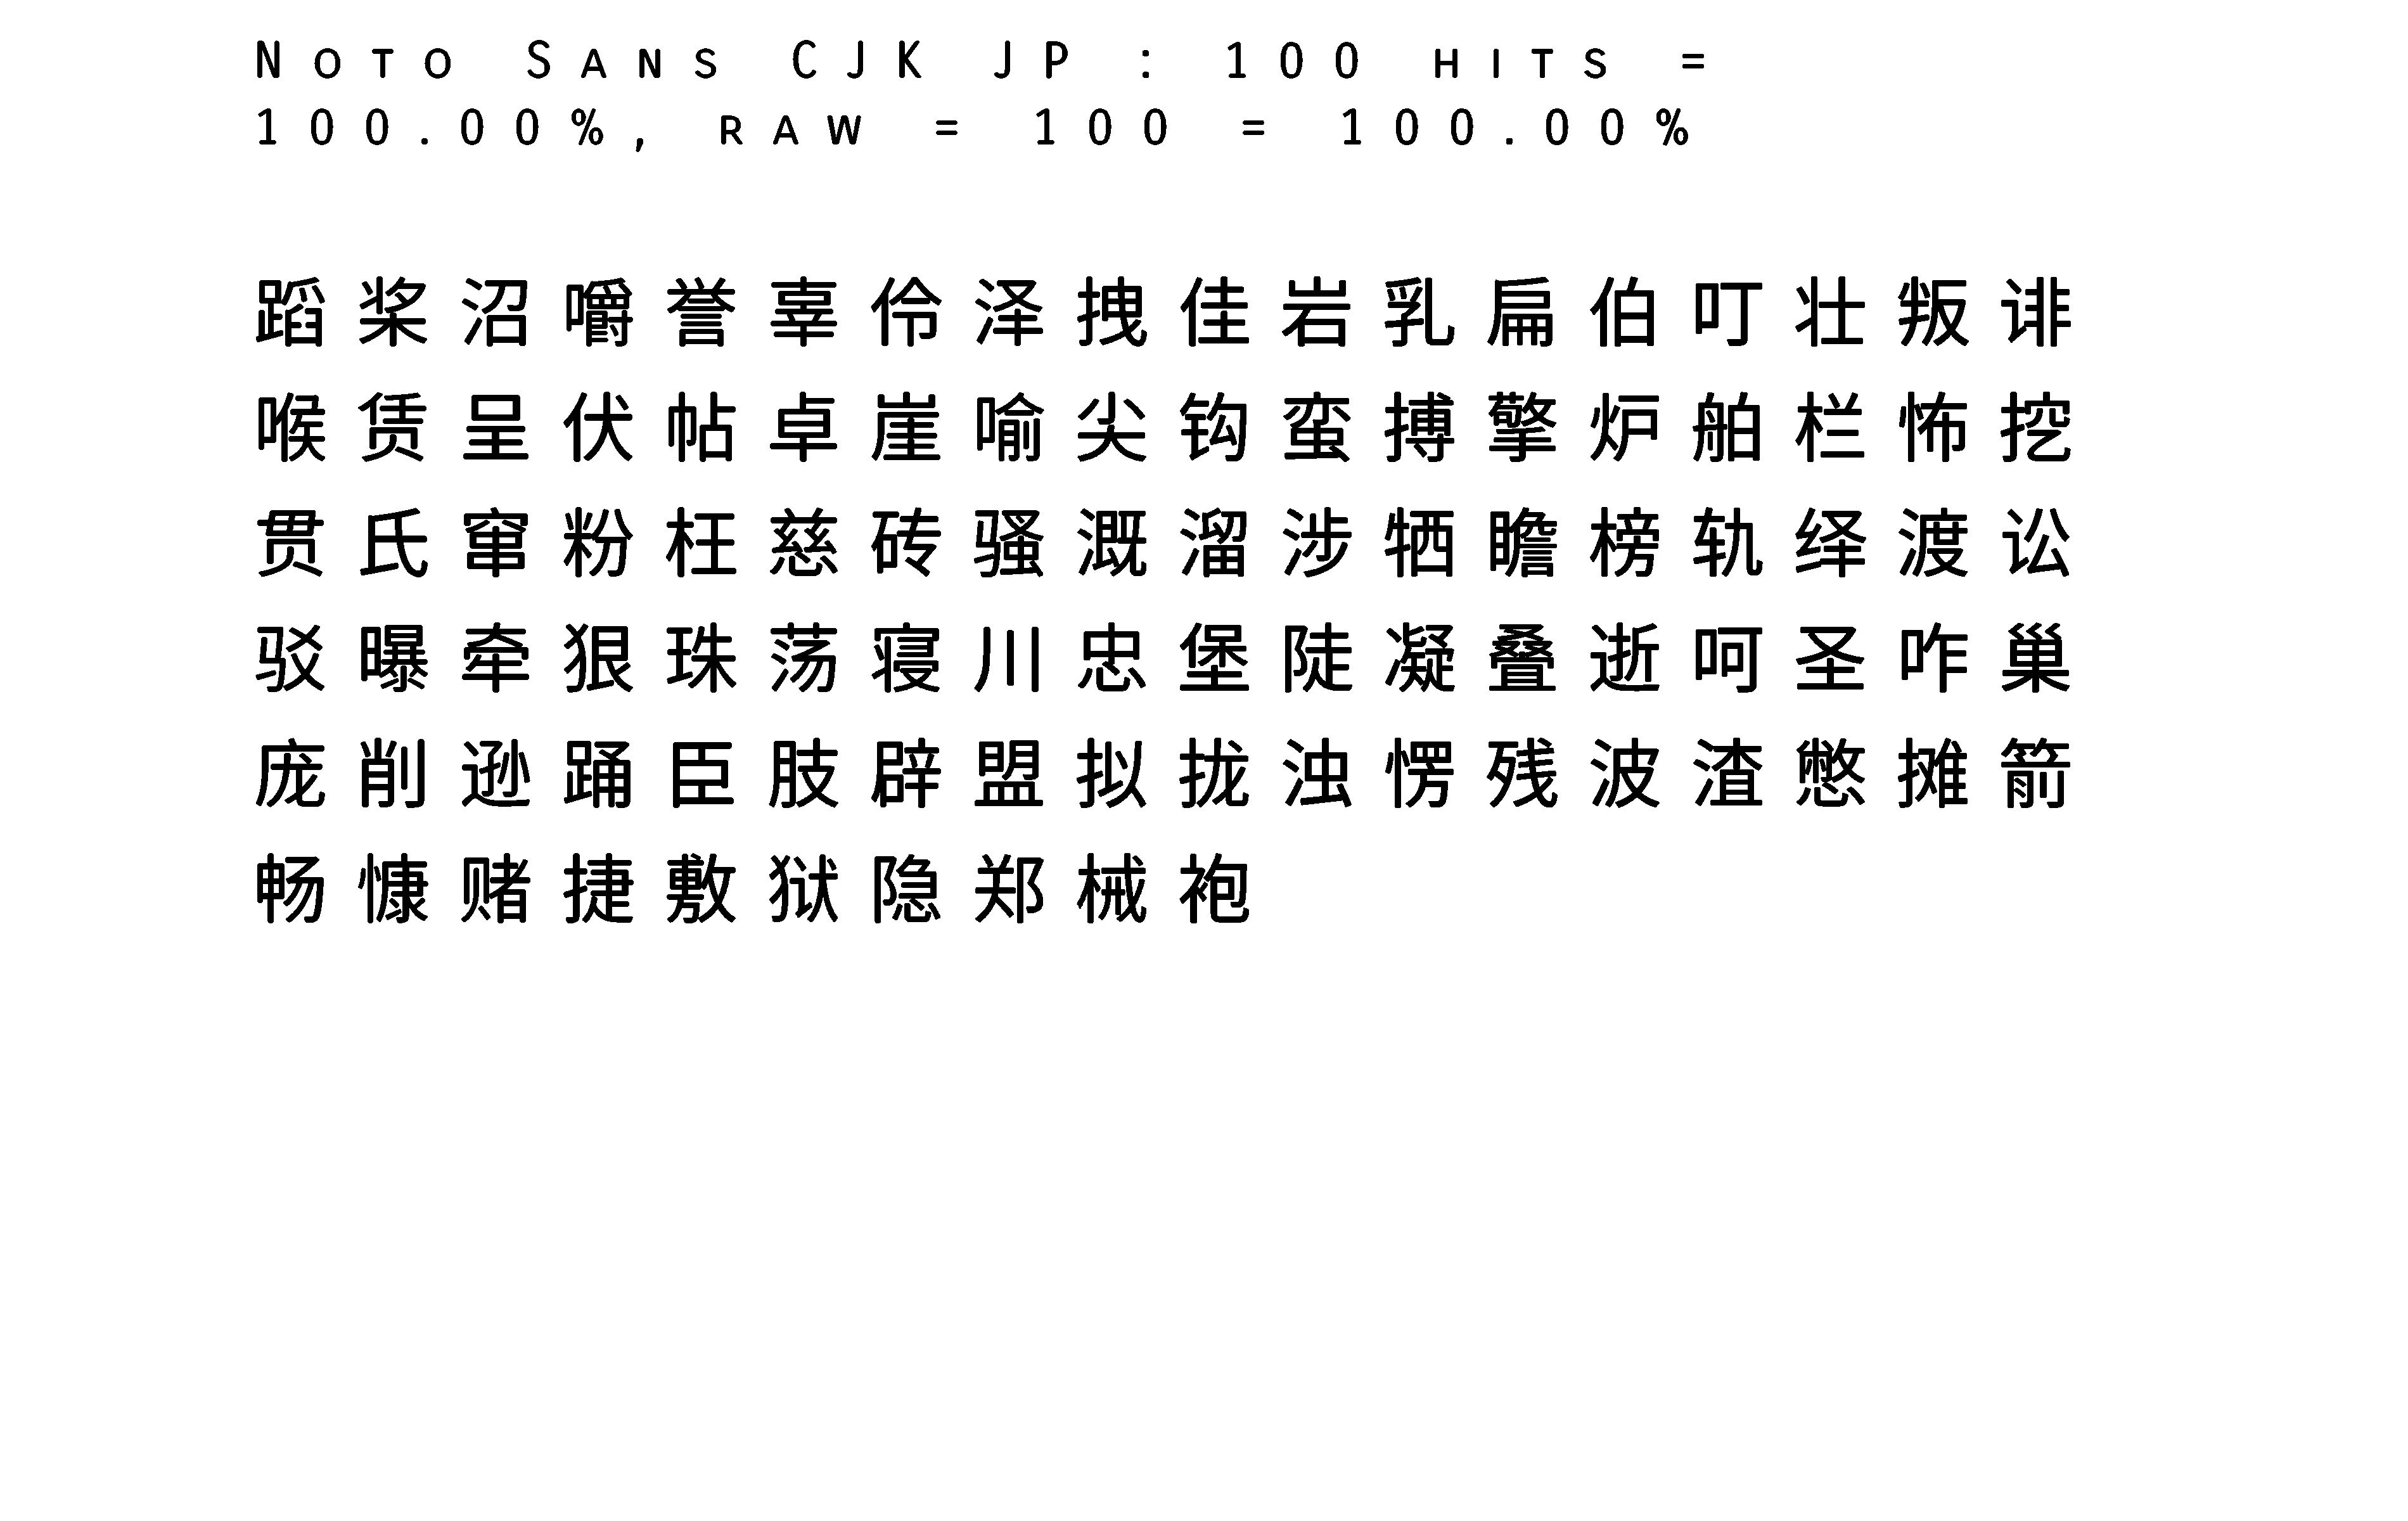 Noto Sans CJK JP : 100 hits =
100.00%, raw = 100 = 100.00%
蹈桨沼嚼誉辜伶泽拽佳岩乳扁伯叮壮叛诽
喉赁呈伏帖卓崖喻尖钩蛮搏擎炉舶栏怖挖
贯氏窜粉枉慈砖骚溉溜涉牺瞻榜轨绎渡讼
驳曝牵狠珠荡寝川忠堡陡凝叠逝呵圣咋巢
庞削逊踊臣肢辟盟拟拢浊愕残波渣憋摊箭
畅慷赌捷敷狱隐郑械袍